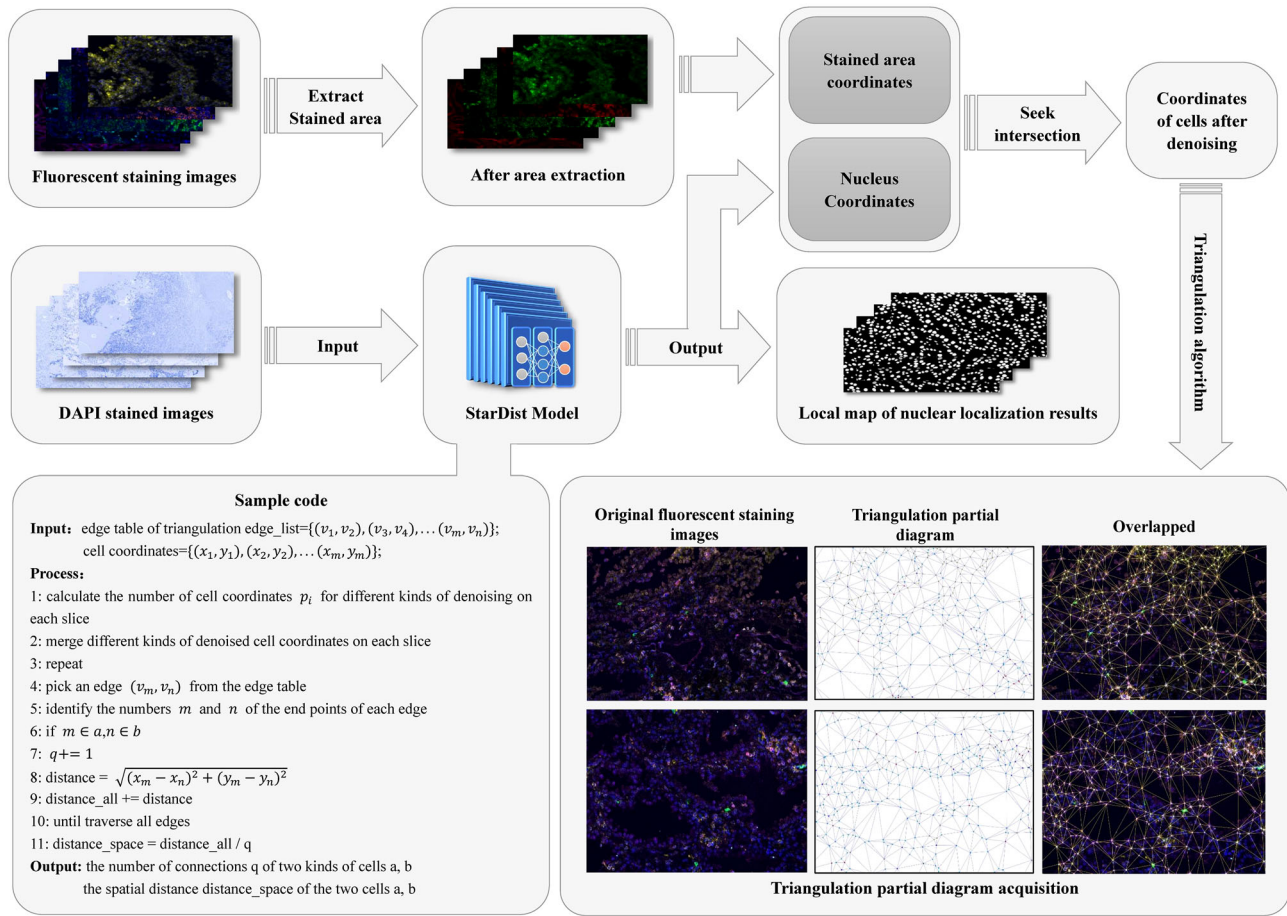 Fluorescent staining images
Extract
Stained area
After area extraction
Stained area
coordinates
Nucleus
Coordinates
Seek
intersection
Coordinates
of cells after
denoising
DAPI stained images
Input
StarDist Model
Output
Local map of nuclear localization results
Triangulation algorithm
Sample code
Input: edge table of triangulation edge_list={(v₁, v₂), (v₃, v₄), … (vₘ, vₙ)};
cell coordinates={(x₁, y₁), (x₂, y₂), … (xₘ, yₘ)};
Process:
1: calculate the number of cell coordinates pᵢ for different kinds of denoising on
each slice
2: merge different kinds of denoised cell coordinates on each slice
3: repeat
4: pick an edge (vₘ, vₙ) from the edge table
5: identify the numbers m and n of the end points of each edge
6: if m ∈ a,n ∈ b
7: q+= 1
8: distance = √((xₘ − xₙ)² + (yₘ − yₙ)²)
9: distance_all += distance
10: until traverse all edges
11: distance_space = distance_all / q
Output: the number of connections q of two kinds of cells a, b
the spatial distance distance_space of the two cells a, b
Original fluorescent staining
images
Triangulation partial
diagram
Overlapped
Triangulation partial diagram acquisition